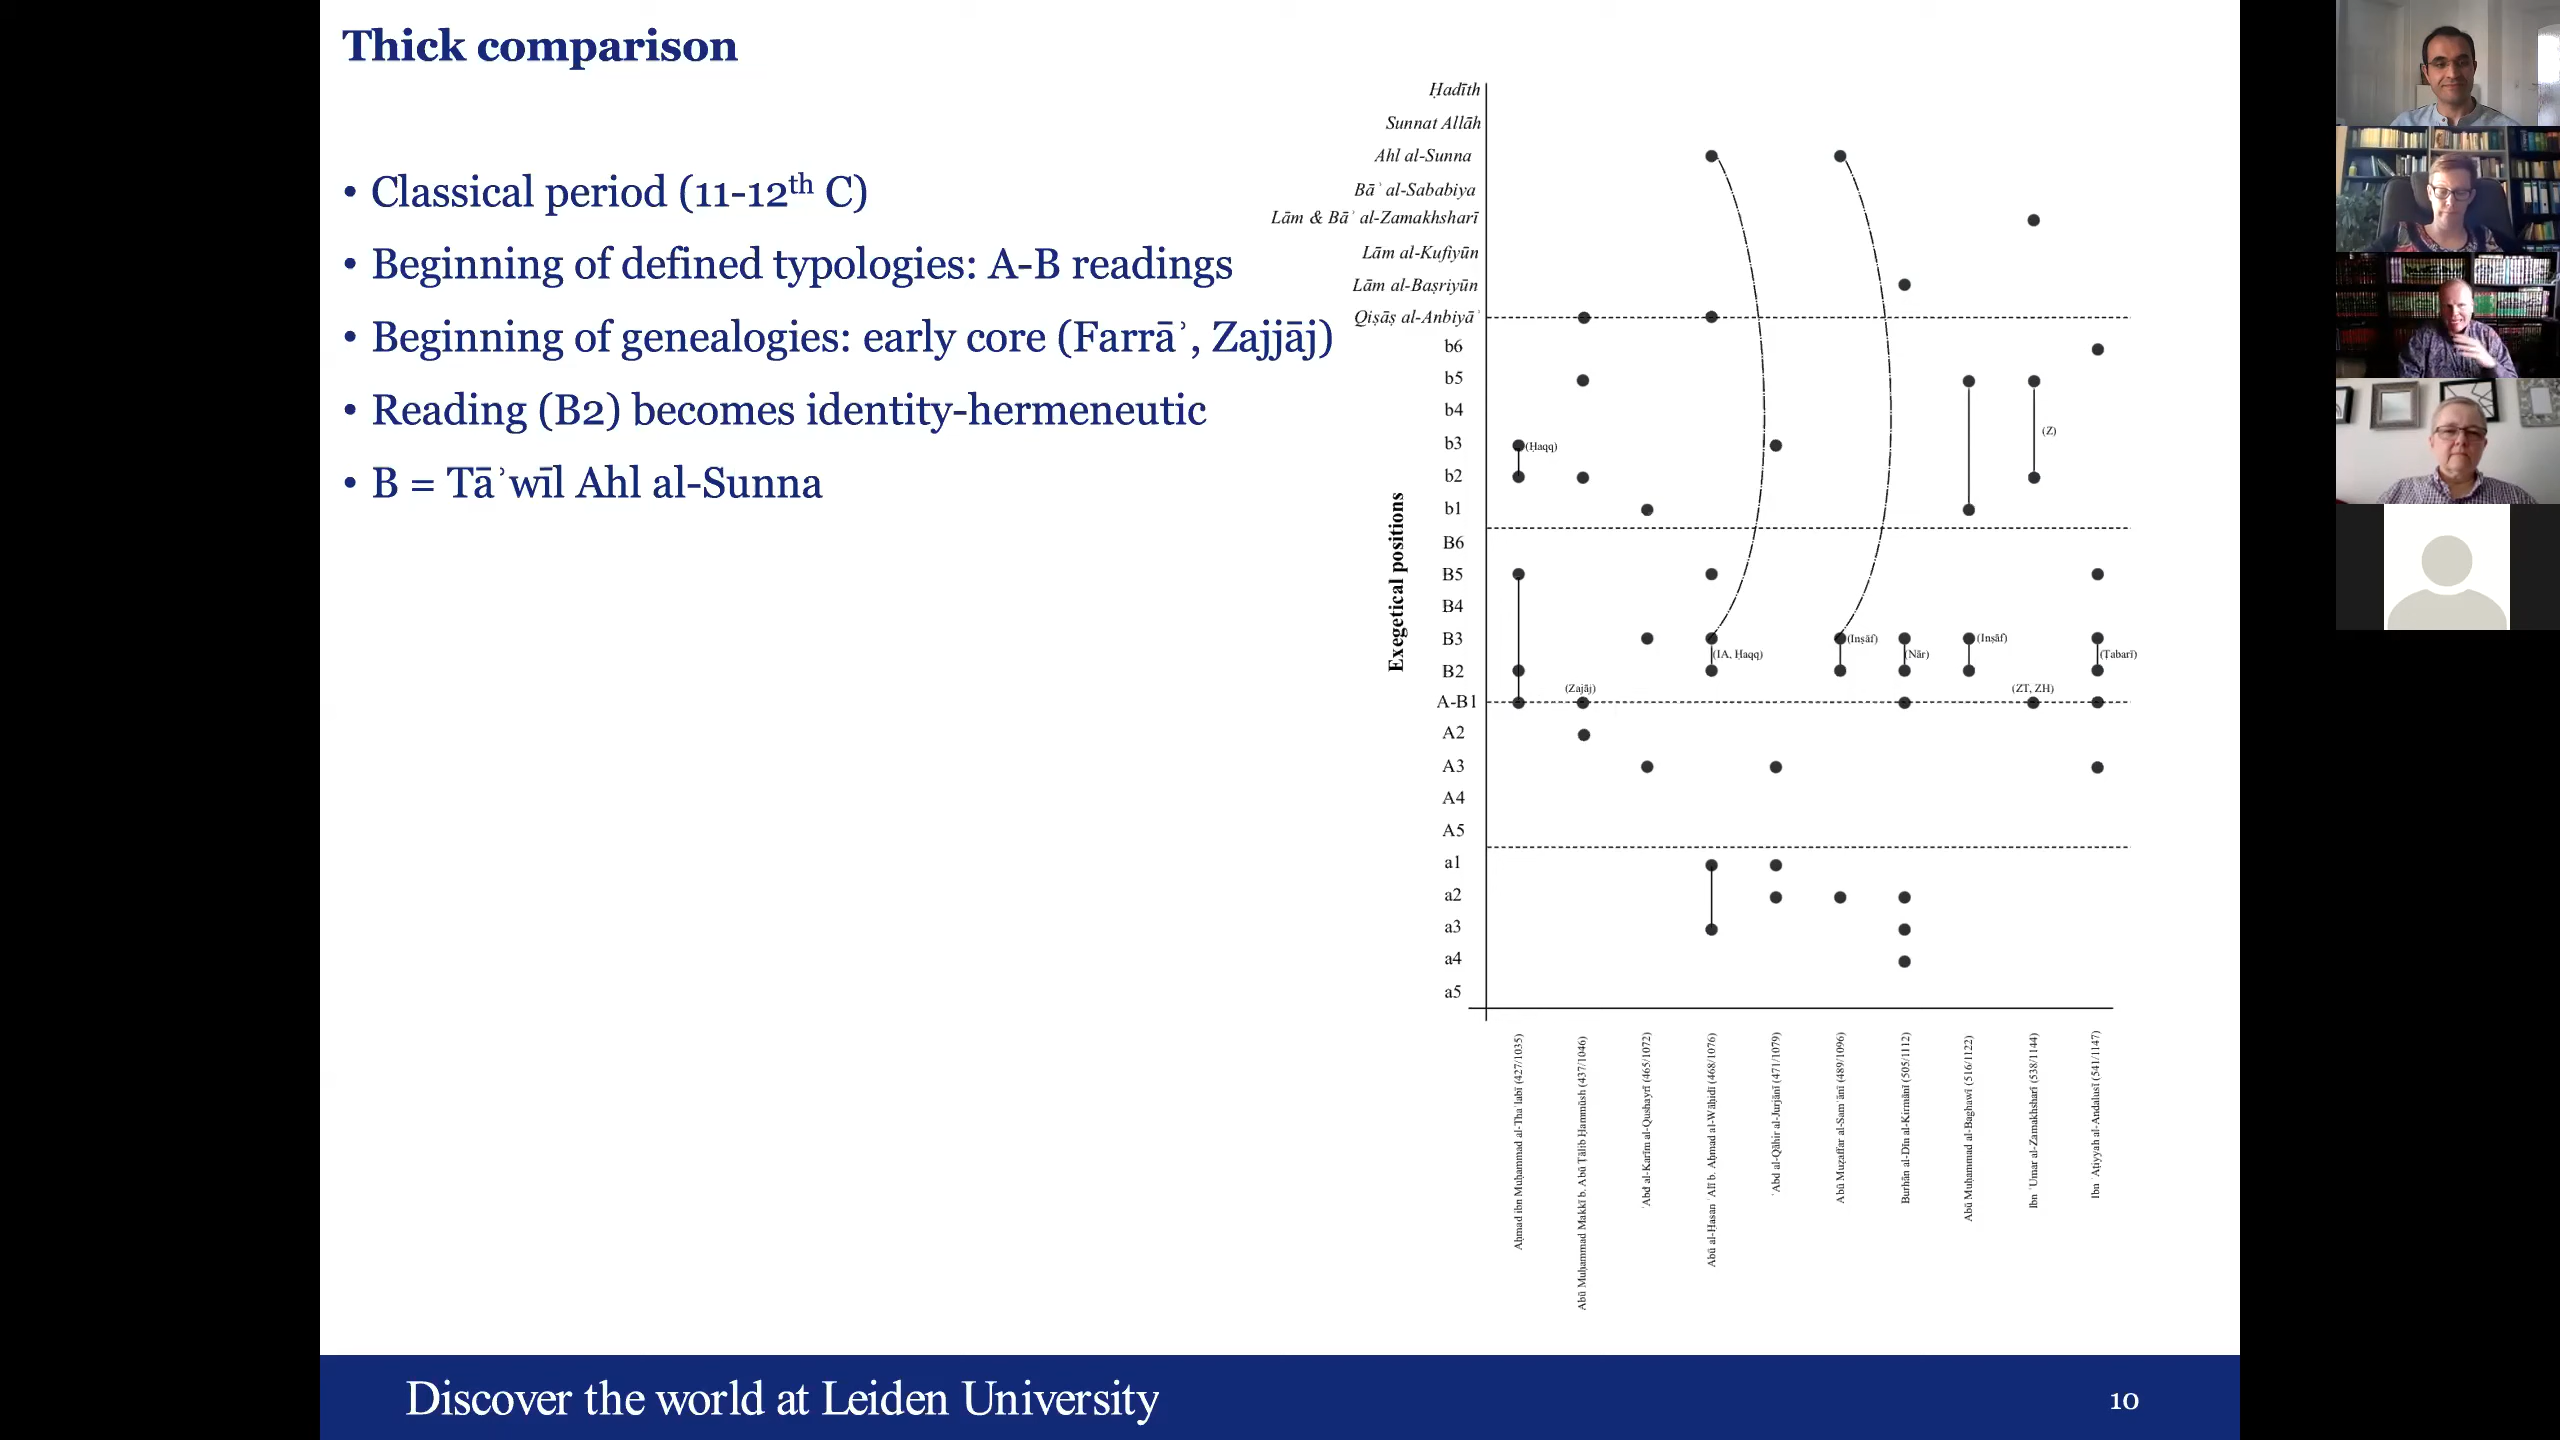 Thick comparison
• Classical period (11-12th C)
• Beginning of defined typologies: A-B readings
• Beginning of genealogies: early core (Farrāʾ, Zajjāj)
• Reading (B2) becomes identity-hermeneutic
• B = Tāʾwīl Ahl al-Sunna
Ḥadīth
Sunnat Allāh
Ahl al-Sunna
Bāʾ al-Sababiya
Lām & Bāʾ al-Zamakhsharī
Lām al-Kufiyūn
Lām al-Baṣriyūn
Qiṣāṣ al-Anbiyāʾ
b6
b5
b4
(Z)
b3
(Ḥaqq)
b2
b1
Exegetical positions
B6
B5
B4
B3
(Inṣāf)
(Inṣāf)
(IA, Ḥaqq)
(Nār)
(Tabarī)
B2
(Zajāj)
(ZT, ZH)
A-B1
A2
A3
A4
A5
a1
a2
a3
a4
a5
Aḥmad ibn Muḥammad al-Thaʿlabī (427/1035)
Abū Muḥammad Makkī b. Abū Ṭālib Ḥammūsh (437/1046)
ʿAbd al-Karīm al-Qushayrī (465/1072)
Abū al-Ḥasan ʿAlī b. Aḥmad al-Wāḥidī (468/1076)
ʿAbd al-Qāhir al-Jurjānī (471/1079)
Abū Muẓaffar al-Samʿānī (489/1096)
Burhān al-Dīn al-Kirmānī (505/1112)
Abū Muḥammad al-Baghawī (516/1122)
Ibn ʿUmar al-Zamakhsharī (538/1144)
Ibn ʿAṭiyyah al-Andalusī (541/1147)
Discover the world at Leiden University
10